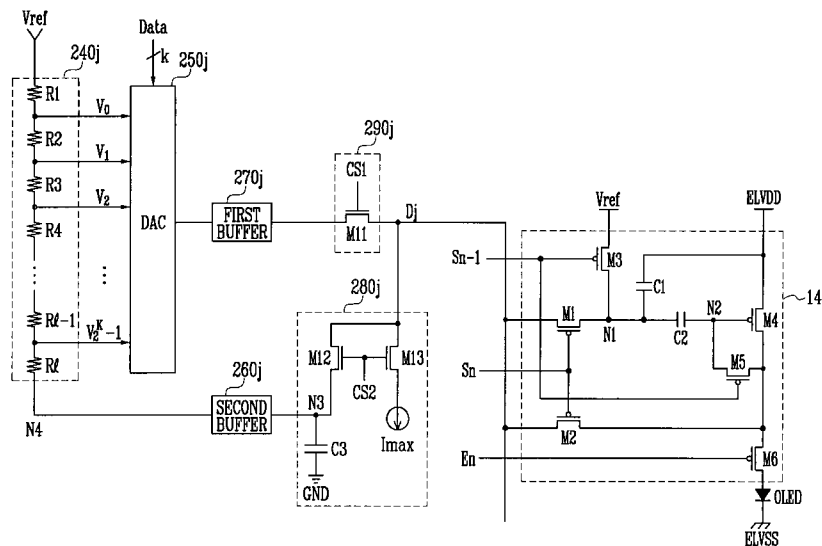 Vref
Data
k
240j
250j
R1
V0
R2
V1
290j
R3
V2
CS1
270j
R4
DAC
FIRST
BUFFER
M11
Dj
Vref
ELVDD
Sn-1
M3
280j
C1
14
M1
N1
C2
N2
M4
Rℓ-1
V2^K-1
M12
M13
M5
Rℓ
260j
Sn
CS2
N4
SECOND
BUFFER
N3
M2
Imax
C3
En
M6
GND
OLED
ELVSS